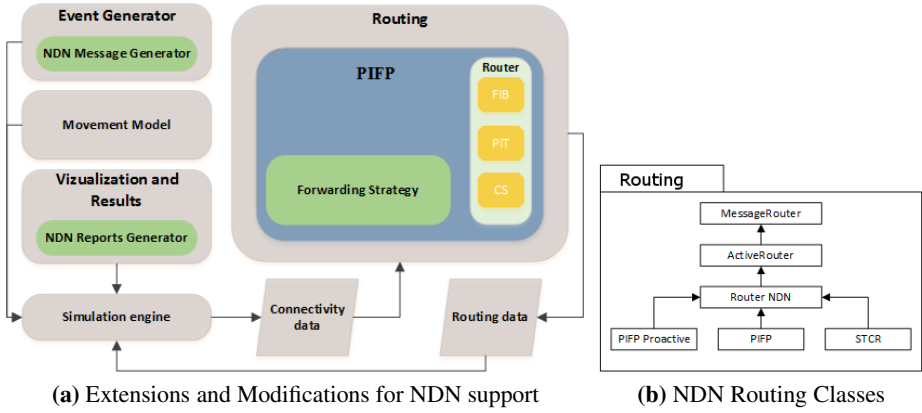 Event Generator
NDN Message Generator
Movement Model
Vizualization and
Results
NDN Reports Generator
Simulation engine
Connectivity
data
Routing data
Routing
PIFP
Forwarding Strategy
Router
FIB
PIT
CS
(a) Extensions and Modifications for NDN support
Routing
MessageRouter
ActiveRouter
Router NDN
PIFP Proactive
PIFP
STCR
(b) NDN Routing Classes